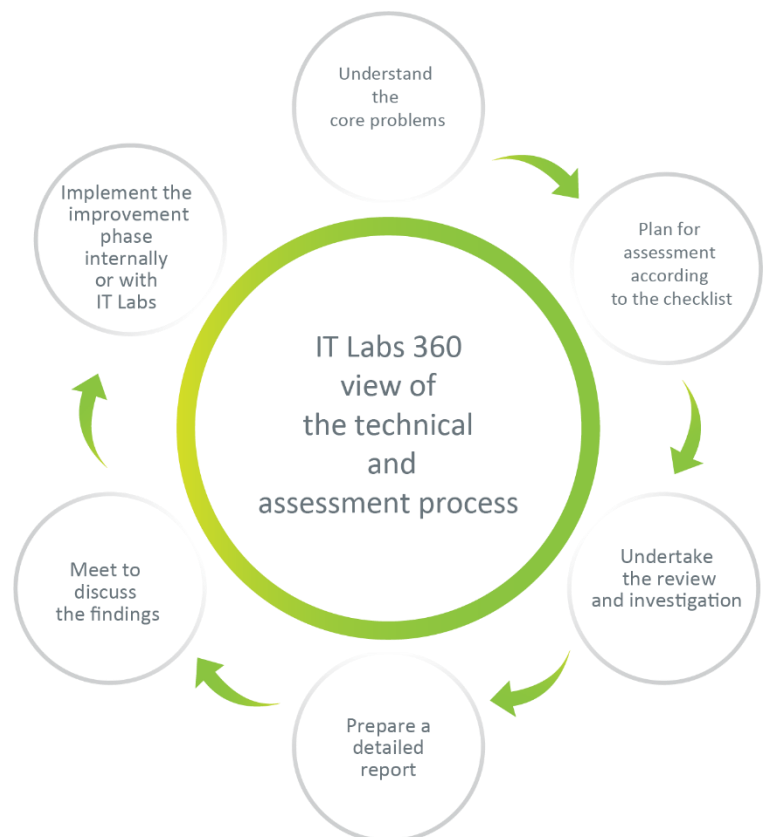 Understand
the
core problems
Plan for
assessment
according
to the checklist
Undertake
the review
and investigation
Prepare a
detailed
report
Meet to
discuss
the findings
Implement the
improvement
phase
internally
or with
IT Labs
IT Labs 360
view of
the technical
and
assessment process